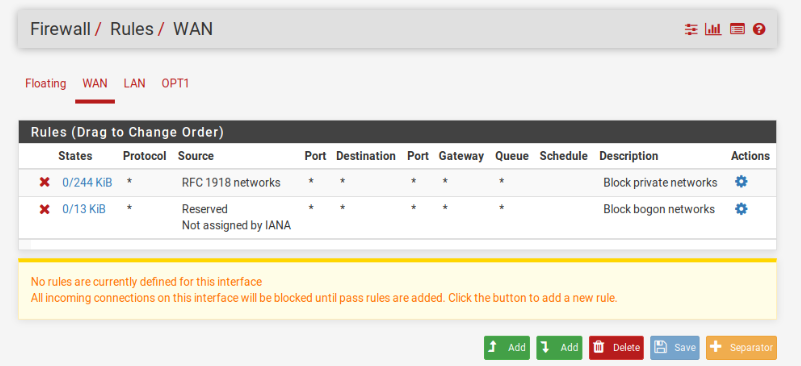 Firewall / Rules / WAN
Floating WAN LAN OPT1
Rules (Drag to Change Order)
States Protocol Source Port Destination Port Gateway Queue Schedule Description Actions
0/244 KiB * RFC 1918 networks * * * * * Block private networks
0/13 KiB * Reserved * * * * * Block bogon networks
Not assigned by IANA
No rules are currently defined for this interface
All incoming connections on this interface will be blocked until pass rules are added. Click the button to add a new rule.
Add Add Delete Save Separator